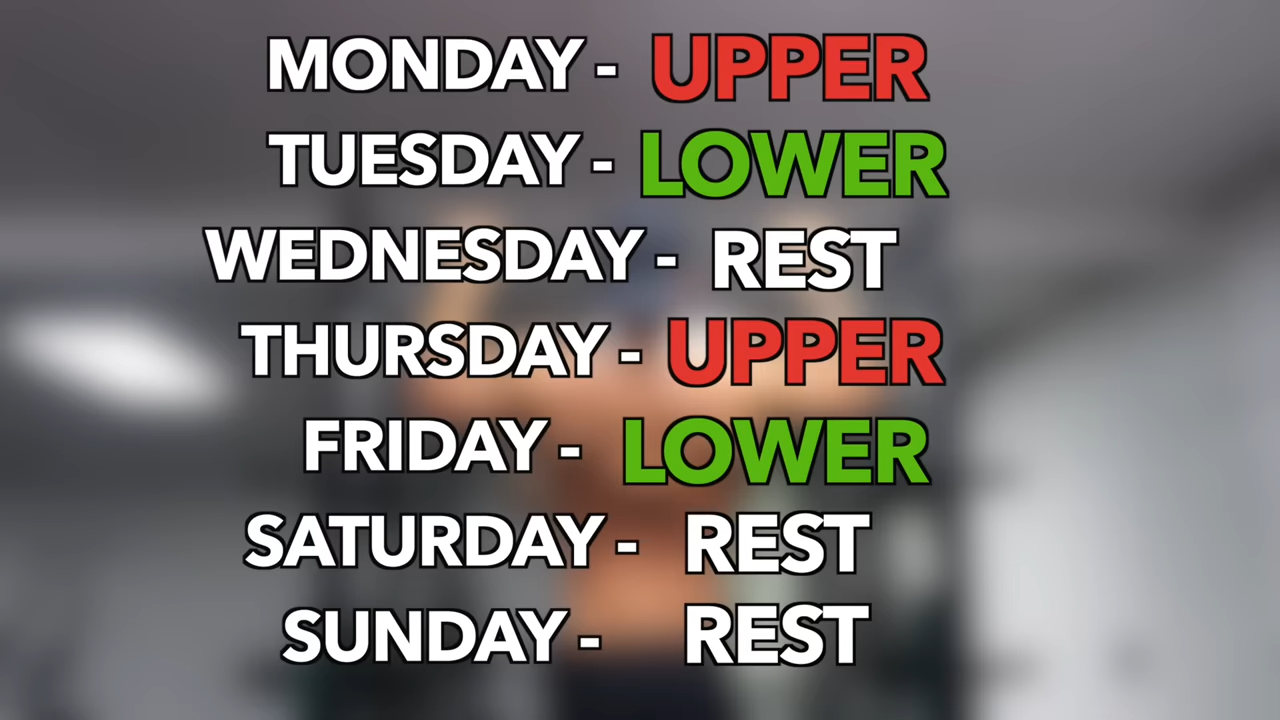 MONDAY - UPPER
TUESDAY - LOWER
WEDNESDAY - REST
THURSDAY - UPPER
FRIDAY - LOWER
SATURDAY - REST
SUNDAY - REST